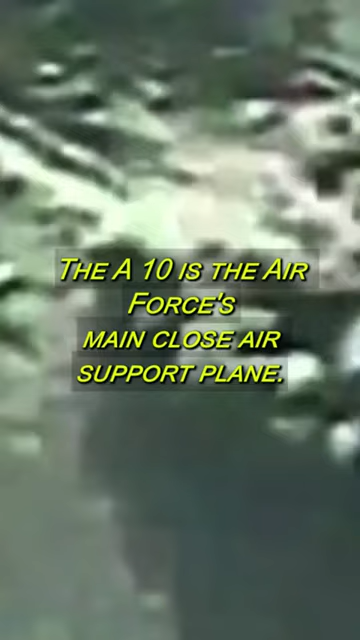 The A 10 is the Air
Force's
main close air
support plane.